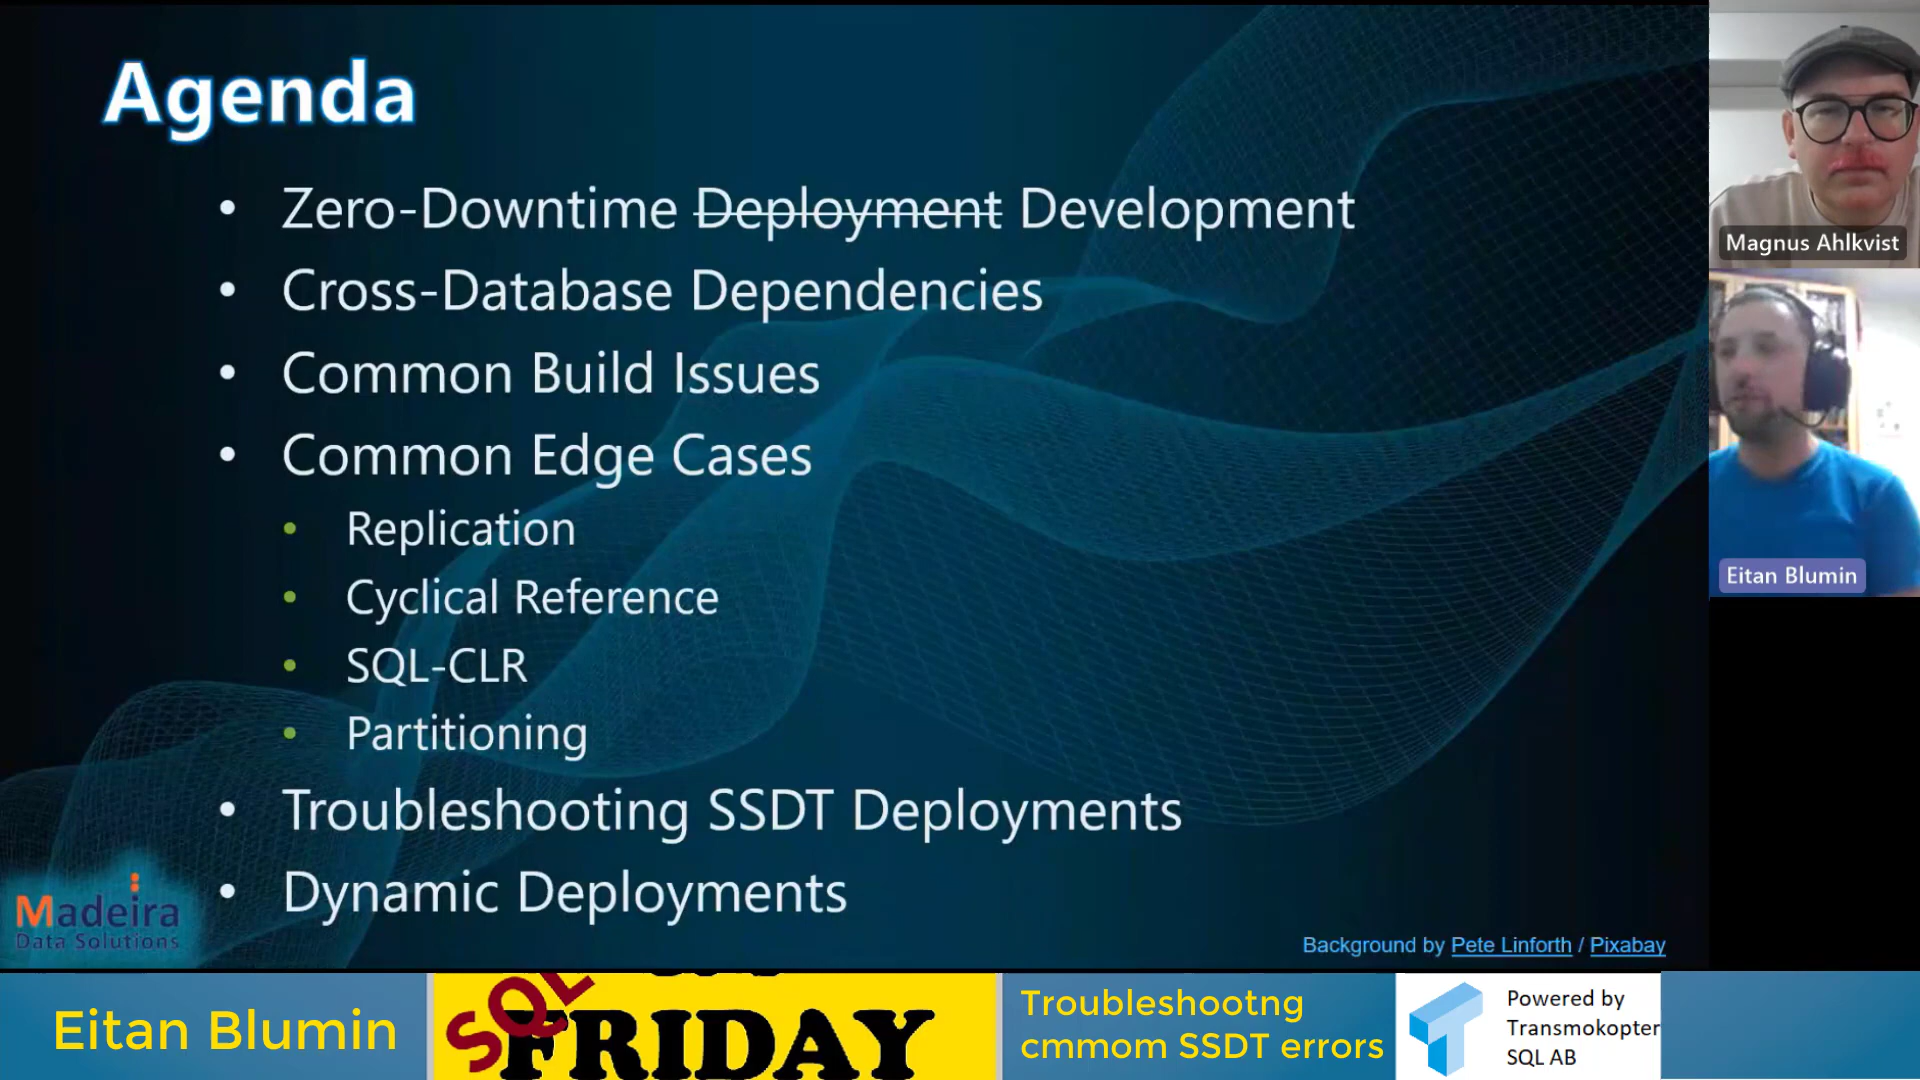 Agenda
• Zero-Downtime Deployment Development
• Cross-Database Dependencies
• Common Build Issues
• Common Edge Cases
• Replication
• Cyclical Reference
• SQL-CLR
• Partitioning
• Troubleshooting SSDT Deployments
• Dynamic Deployments
Madeira
Data Solutions
Background by Pete Linforth / Pixabay
Magnus Ahlkvist
Eitan Blumin
Eitan Blumin
SQL
FRIDAY
Troubleshootng
cmmom SSDT errors
Powered by
Transmokopter
SQL AB